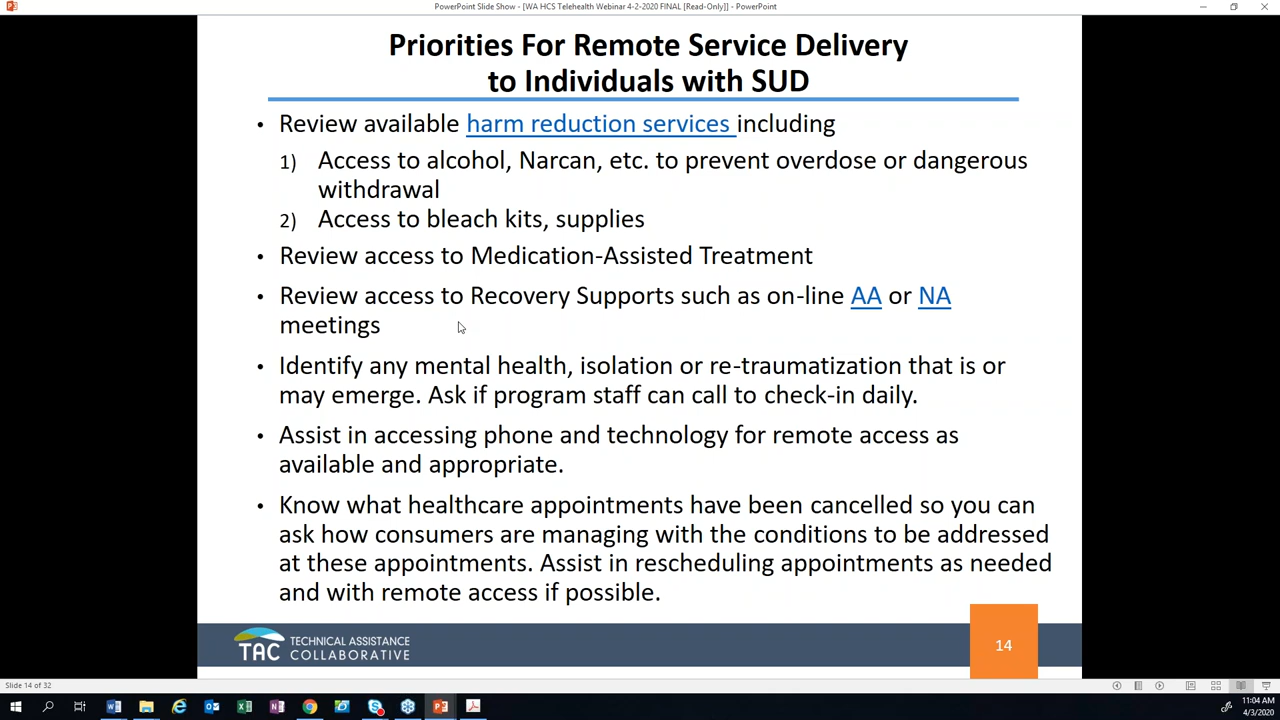 PowerPoint Slide Show - [WA HCS Telehealth Webinar 4-2-2020 FINAL [Read-Only]] - PowerPoint
Priorities For Remote Service Delivery
to Individuals with SUD
• Review available harm reduction services including
1) Access to alcohol, Narcan, etc. to prevent overdose or dangerous
withdrawal
2) Access to bleach kits, supplies
• Review access to Medication-Assisted Treatment
• Review access to Recovery Supports such as on-line AA or NA
meetings
• Identify any mental health, isolation or re-traumatization that is or
may emerge. Ask if program staff can call to check-in daily.
• Assist in accessing phone and technology for remote access as
available and appropriate.
• Know what healthcare appointments have been cancelled so you can
ask how consumers are managing with the conditions to be addressed
at these appointments. Assist in rescheduling appointments as needed
and with remote access if possible.
TAC TECHNICAL ASSISTANCE
COLLABORATIVE
14
Slide 14 of 32
11:04 AM
4/3/2020